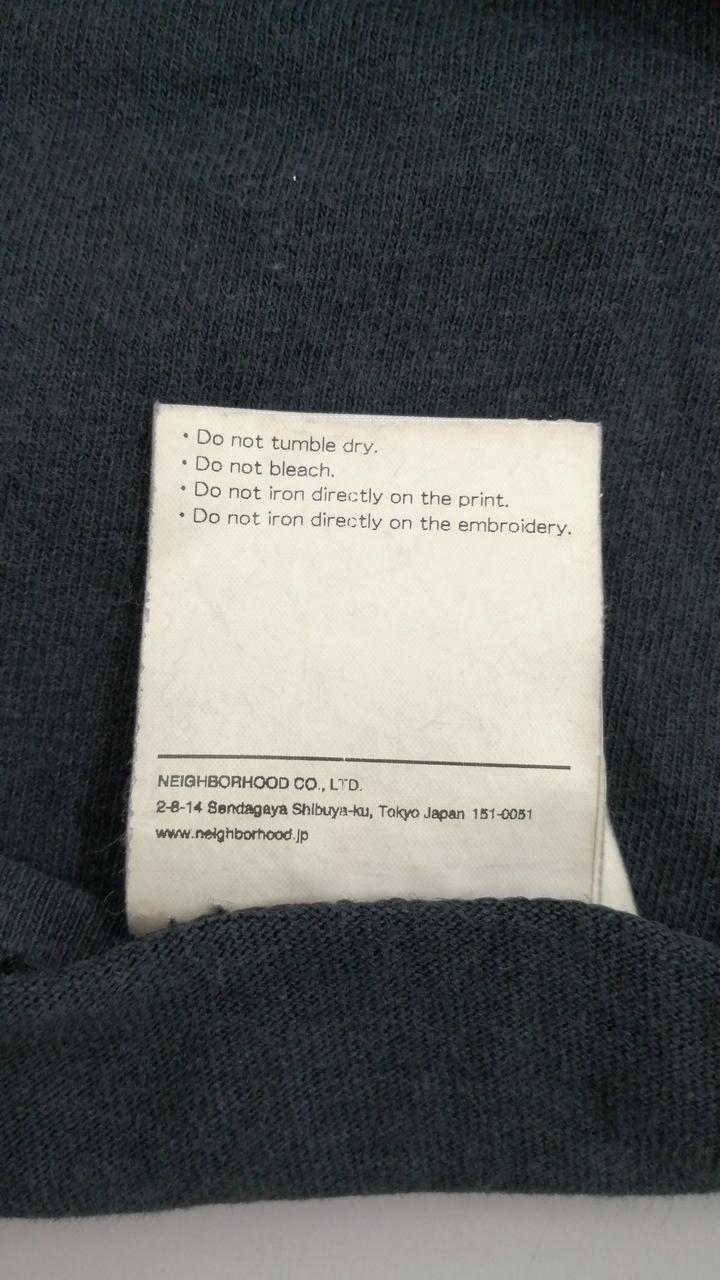 • Do not tumble dry.
• Do not bleach.
• Do not iron directly on the print.
• Do not iron directly on the embroidery.
NEIGHBORHOOD CO., LTD.
2-8-14 Sendagaya Shibuya-ku, Tokyo Japan 151-0051
www.neighborhood.jp